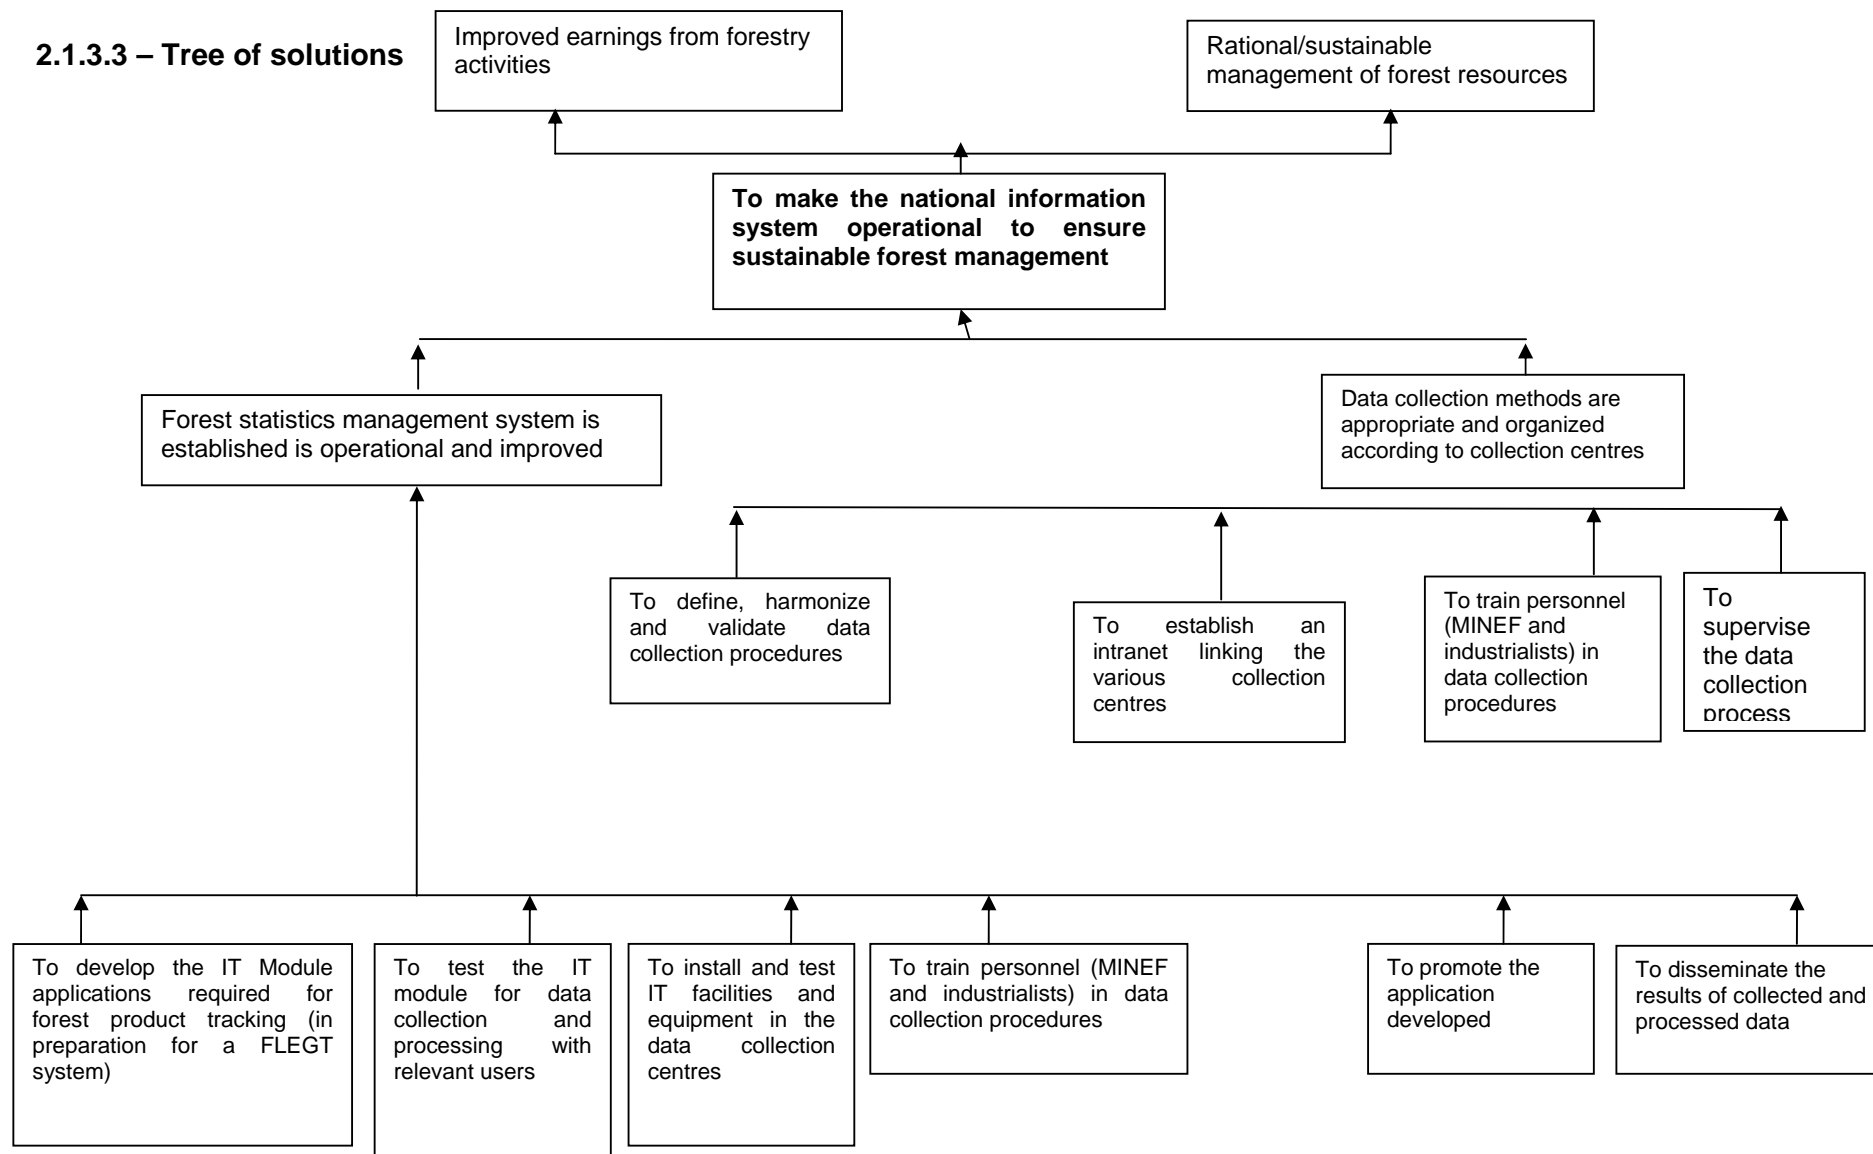 2.1.3.3 – Tree of solutions
Improved earnings from forestry
activities
Rational/sustainable
management of forest resources
To make the national information
system operational to ensure
sustainable forest management
Forest statistics management system is
established is operational and improved
Data collection methods are
appropriate and organized
according to collection centres
To define, harmonize
and validate data
collection procedures
To establish an
intranet linking the
various collection
centres
To train personnel
(MINEF and
industrialists) in
data collection
procedures
To
supervise
the data
collection
process
To develop the IT Module
applications required for
forest product tracking (in
preparation for a FLEGT
system)
To test the IT
module for data
collection and
processing with
relevant users
To install and test
IT facilities and
equipment in the
data collection
centres
To train personnel (MINEF
and industrialists) in data
collection procedures
To promote the
application
developed
To disseminate the
results of collected and
processed data